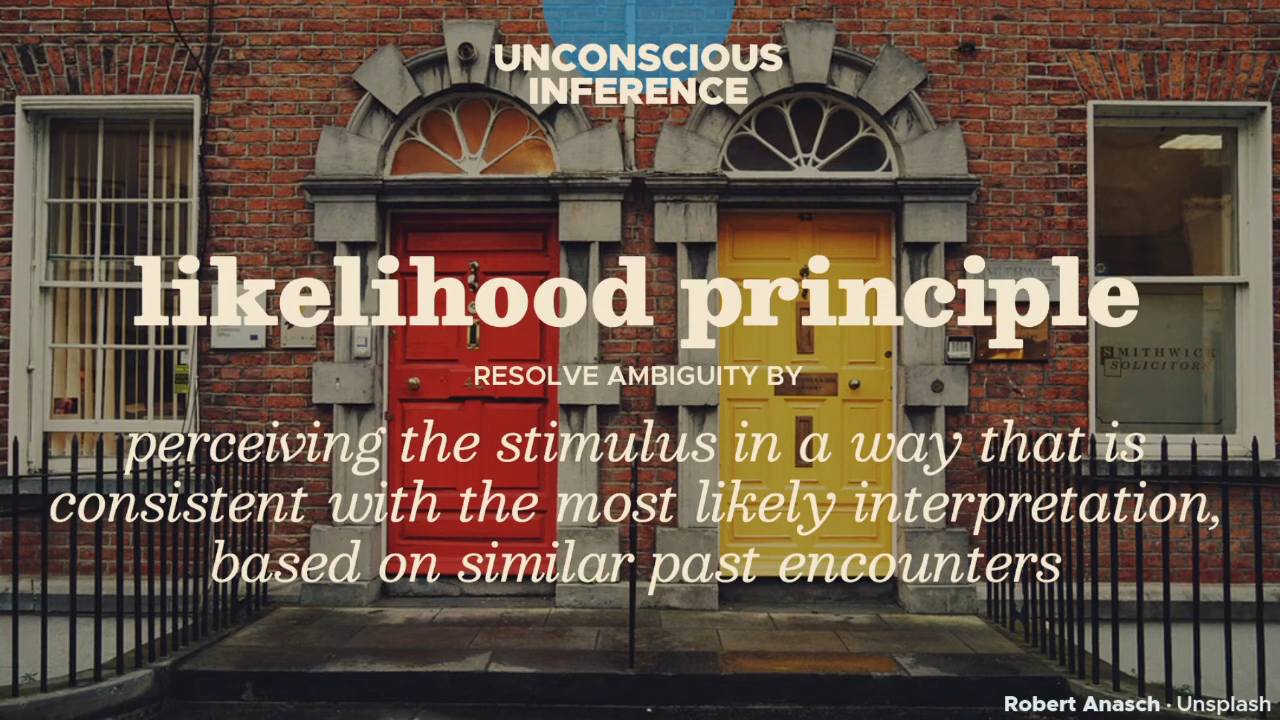 UNCONSCIOUS
INFERENCE
likelihood principle
RESOLVE AMBIGUITY BY
perceiving the stimulus in a way that is
consistent with the most likely interpretation,
based on similar past encounters
SMITHWICK
SOLICITORS
Robert Anasch · Unsplash